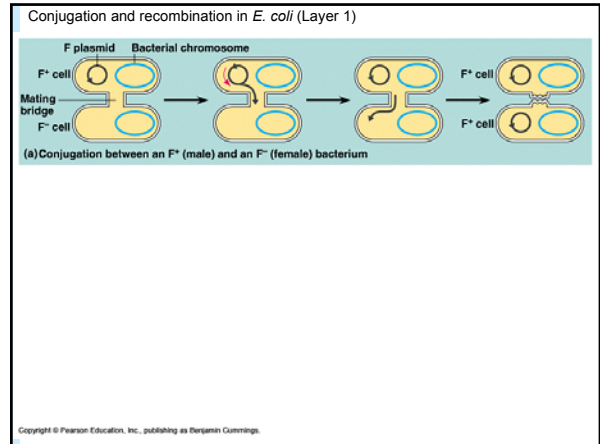 Conjugation and recombination in E. coli (Layer 1)
F plasmid Bacterial chromosome
F⁺ cell
F⁺ cell
Mating
bridge
F⁻ cell
F⁺ cell
(a)Conjugation between an F⁺ (male) and an F⁻ (female) bacterium
Copyright © Pearson Education, Inc., publishing as Benjamin Cummings.